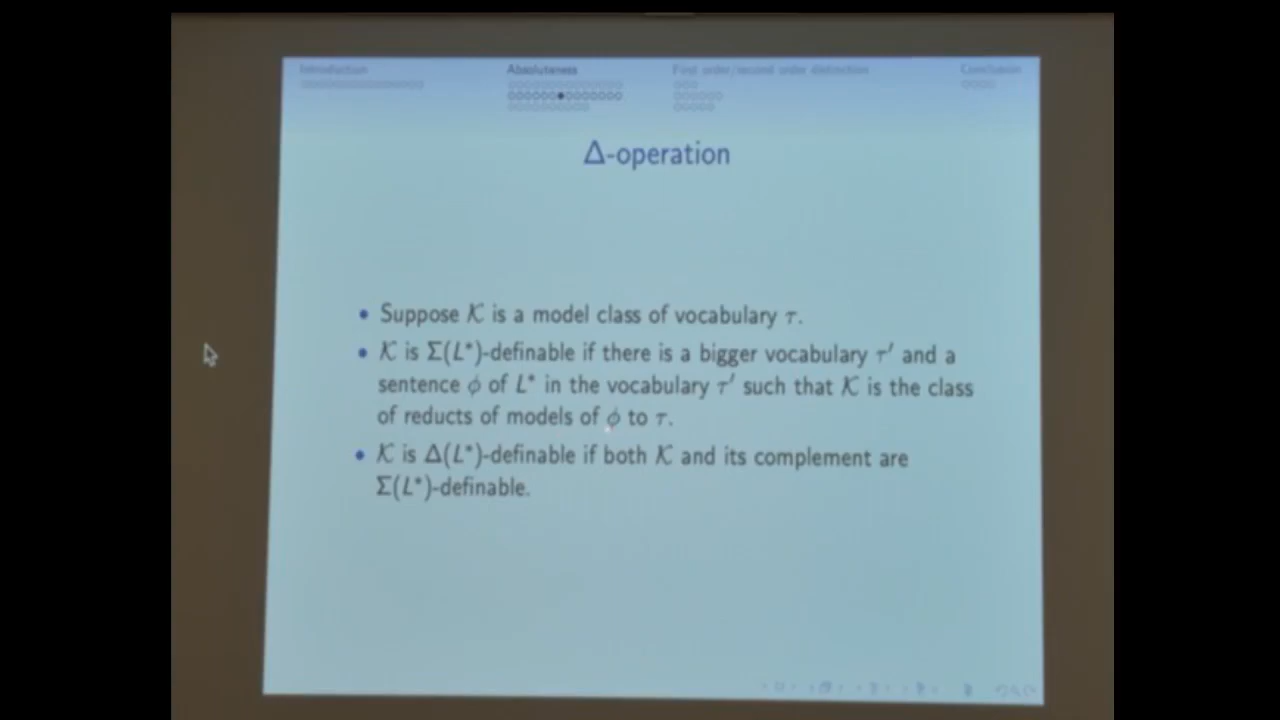 Introduction
Absoluteness
First order/second order distinction
Conclusion
Δ-operation
• Suppose 𝒦 is a model class of vocabulary τ.
• 𝒦 is Σ(L*)-definable if there is a bigger vocabulary τ′ and a
sentence ϕ of L* in the vocabulary τ′ such that 𝒦 is the class
of reducts of models of ϕ to τ.
• 𝒦 is Δ(L*)-definable if both 𝒦 and its complement are
Σ(L*)-definable.